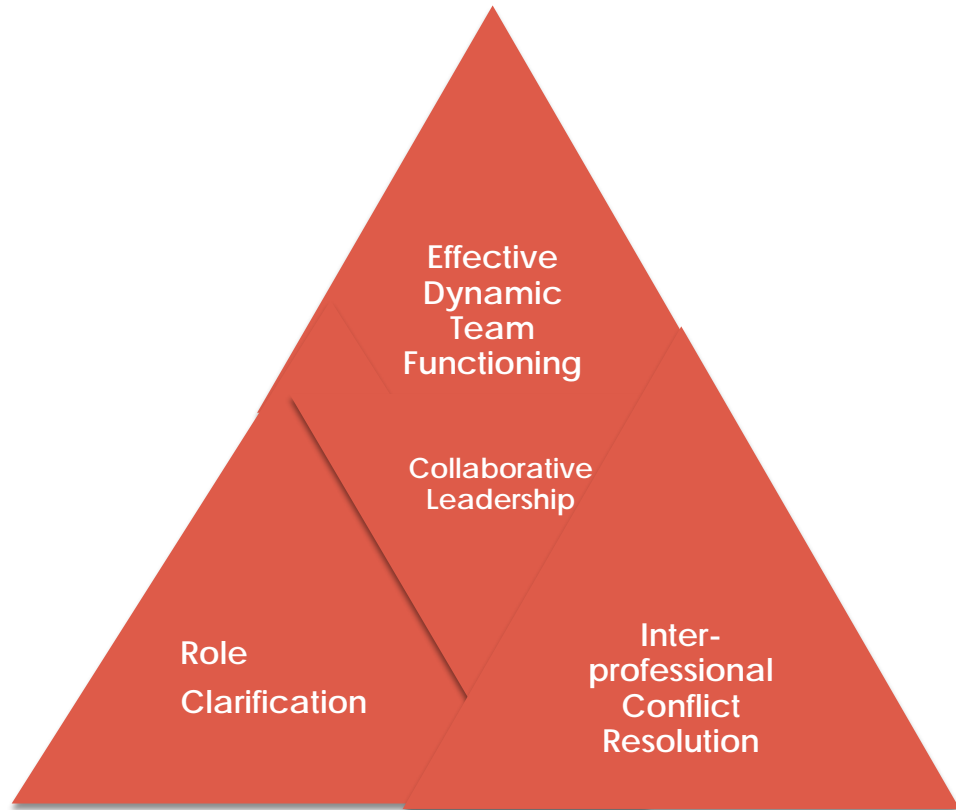 Effective
Dynamic
Team
Functioning
Collaborative
Leadership
Role
Clarification
Inter-
professional
Conflict
Resolution